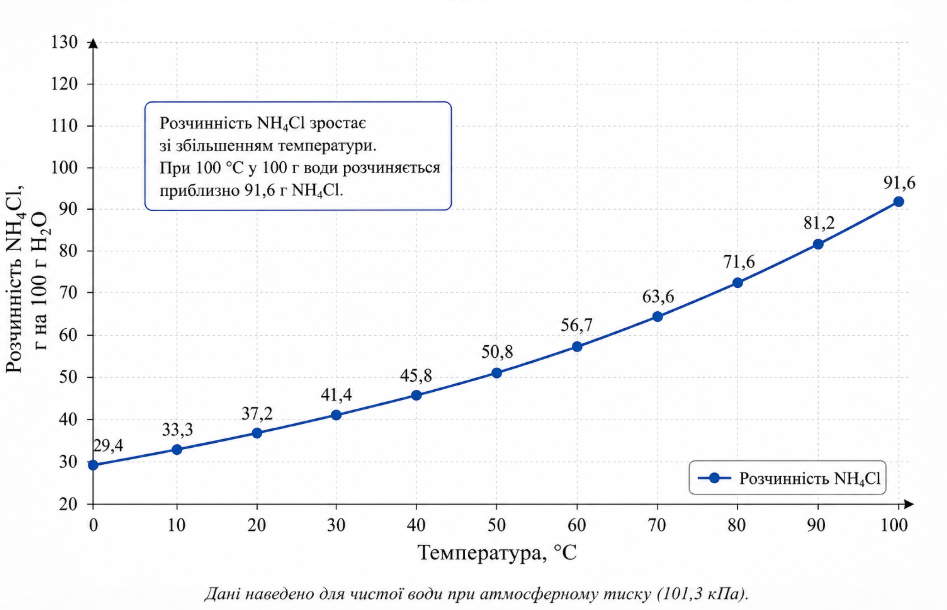 130
120
110
100
90
80
70
60
50
40
30
20
Розчинність NH₄Cl,
г на 100 г H₂O
Розчинність NH₄Cl зростає
зі збільшенням температури.
При 100 °C у 100 г води розчиняється
приблизно 91,6 г NH₄Cl.
29,4
33,3
37,2
41,4
45,8
50,8
56,7
63,6
71,6
81,2
91,6
Розчинність NH₄Cl
0 10 20 30 40 50 60 70 80 90 100
Температура, °C
Дані наведено для чистої води при атмосферному тиску (101,3 кПа).